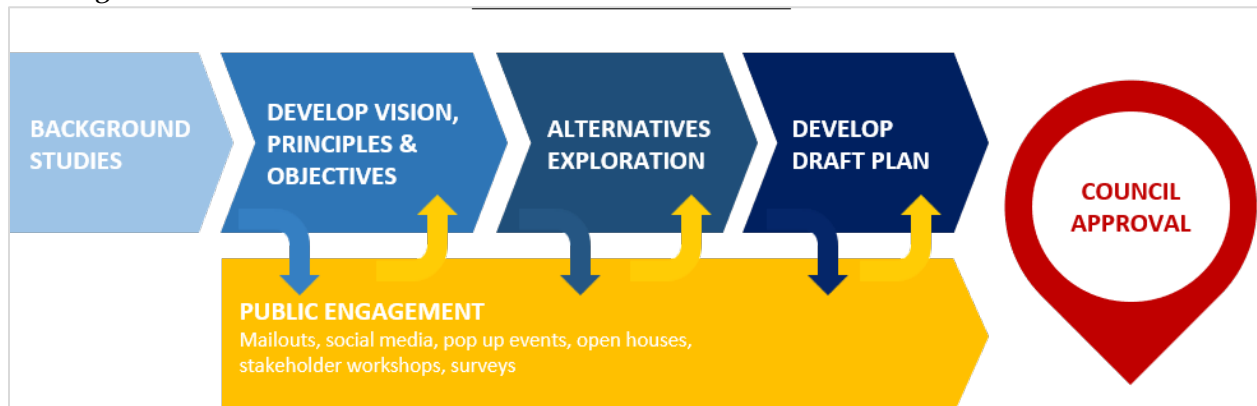 BACKGROUND
STUDIES
DEVELOP VISION,
PRINCIPLES &
OBJECTIVES
ALTERNATIVES
EXPLORATION
DEVELOP
DRAFT PLAN
COUNCIL
APPROVAL
PUBLIC ENGAGEMENT
Mailouts, social media, pop up events, open houses,
stakeholder workshops, surveys